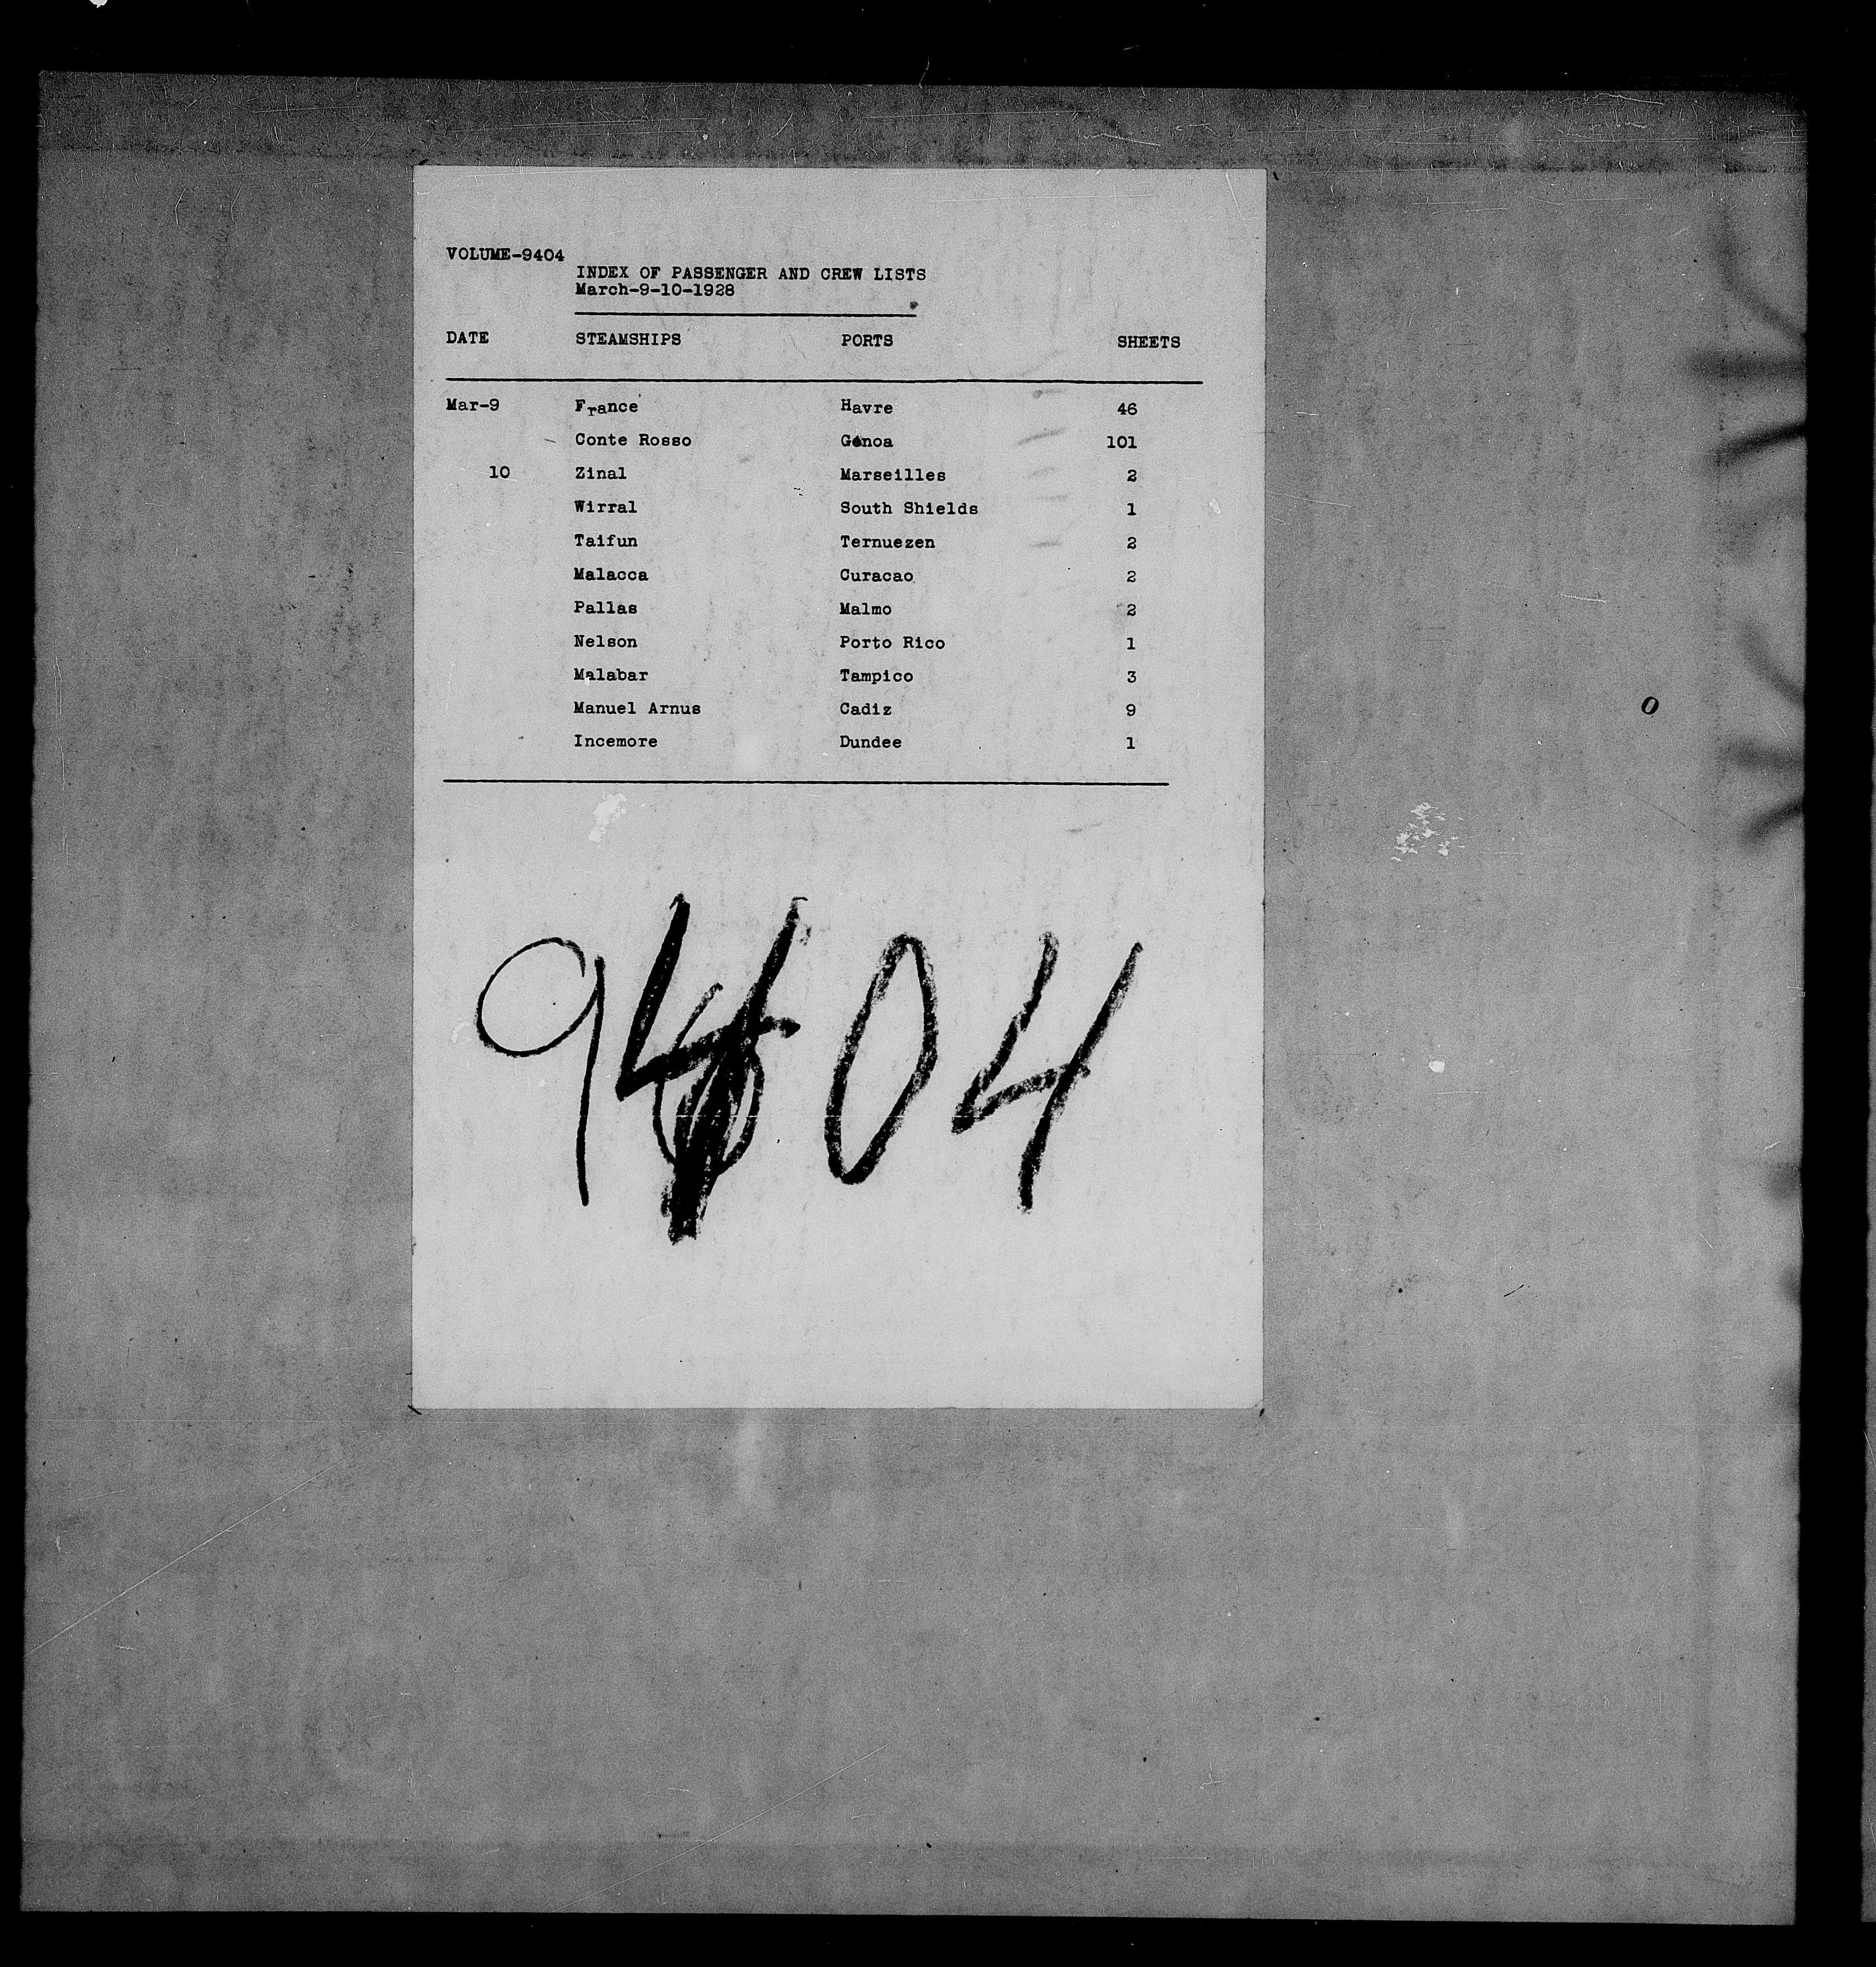 VOLUME-9404
INDEX OF PASSENGER AND CREW LISTS
March-9-10-1928
DATE STEAMSHIPS PORTS SHEETS
Mar-9 France Havre 46
Conte Rosso Genoa 101
10 Zinal Marseilles 2
Wirral South Shields 1
Taifun Ternuezen 2
Malacca Curacao 2
Pallas Malmo 2
Nelson Porto Rico 1
Malabar Tampico 3
Manuel Arnus Cadiz 9
Incemore Dundee 1
9404
0